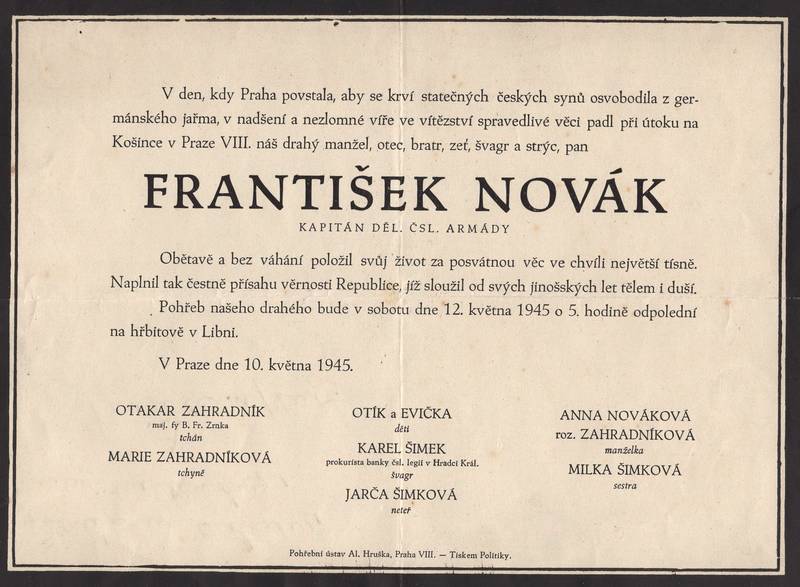 V den, kdy Praha povstala, aby se krví statečných českých synů osvobodila z ger-
mánského jařma, v nadšení a nezlomné víře ve vítězství spravedlivé věci padl při útoku na
Košince v Praze VIII. náš drahý manžel, otec, bratr, zeť, švagr a strýc, pan
FRANTIŠEK NOVÁK
KAPITÁN DĚL. ČSL. ARMÁDY
Obětavě a bez váhání položil svůj život za posvátnou věc ve chvíli největší tísně.
Naplnil tak čestně přísahu věrnosti Republice, jíž sloužil od svých jinošských let tělem i duší.
Pohřeb našeho drahého bude v sobotu dne 12. května 1945 o 5. hodině odpolední
na hřbitově v Libni.
V Praze dne 10. května 1945.
OTAKAR ZAHRADNÍK
maj. fy B. Fr. Zrnka
tchán
MARIE ZAHRADNÍKOVÁ
tchyně
OTÍK a EVIČKA
děti
KAREL ŠIMEK
prokurista banky čsl. legií v Hradci Král.
švagr
JARČA ŠIMKOVÁ
neteř
ANNA NOVÁKOVÁ
roz. ZAHRADNÍKOVÁ
manželka
MILKA ŠIMKOVÁ
sestra
Pohřební ústav Al. Hruška, Praha VIII. — Tiskem Politiky.